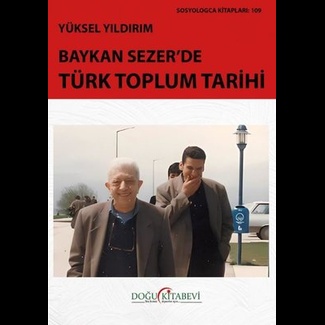 SOSYOLOGCA KİTAPLARI: 109
YÜKSEL YILDIRIM
BAYKAN SEZER'DE
TÜRK TOPLUM TARİHİ
DOĞU KİTABEVİ